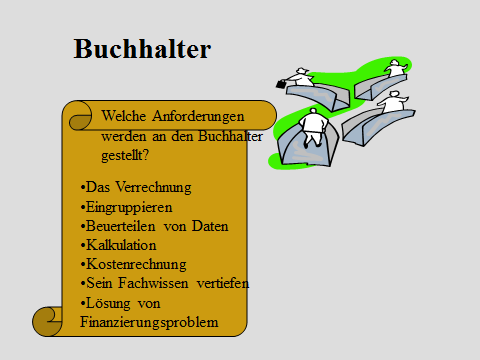 Buchhalter
Welche Anforderungen
werden an den Buchhalter
gestellt?
•Das Verrechnung
•Eingruppieren
•Beuerteilen von Daten
•Kalkulation
•Kostenrechnung
•Sein Fachwissen vertiefen
•Lösung von
Finanzierungsproblem